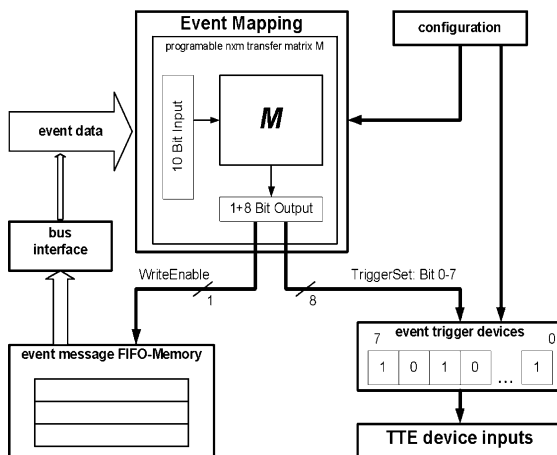 Event Mapping
configuration
programable nxm transfer matrix M
event data
10 Bit Input
M
1+8 Bit Output
bus
interface
WriteEnable
1
TriggerSet: Bit 0-7
8
event message FIFO-Memory
event trigger devices
7
0
1 0 1 0 ... 1
TTE device inputs